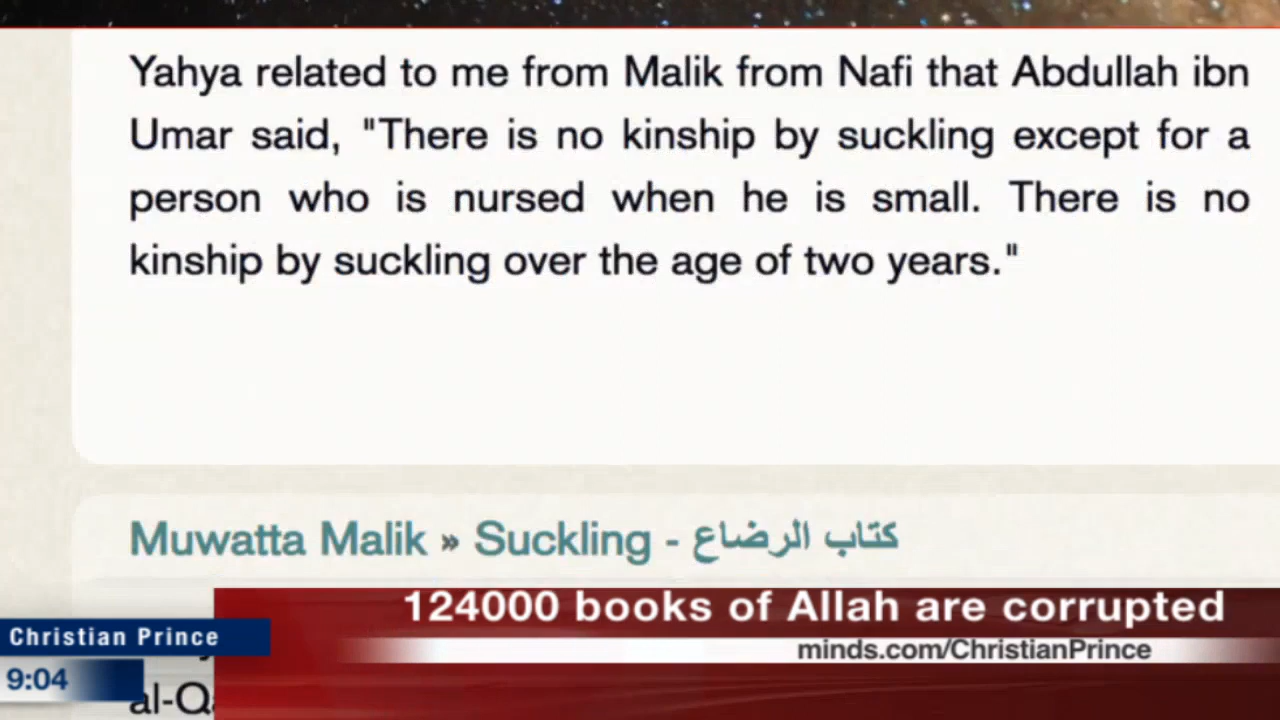 Yahya related to me from Malik from Nafi that Abdullah ibn
Umar said, "There is no kinship by suckling except for a
person who is nursed when he is small. There is no
kinship by suckling over the age of two years."
Muwatta Malik » Suckling - كتاب الرضاع
124000 books of Allah are corrupted
Christian Prince
minds.com/ChristianPrince
9:04